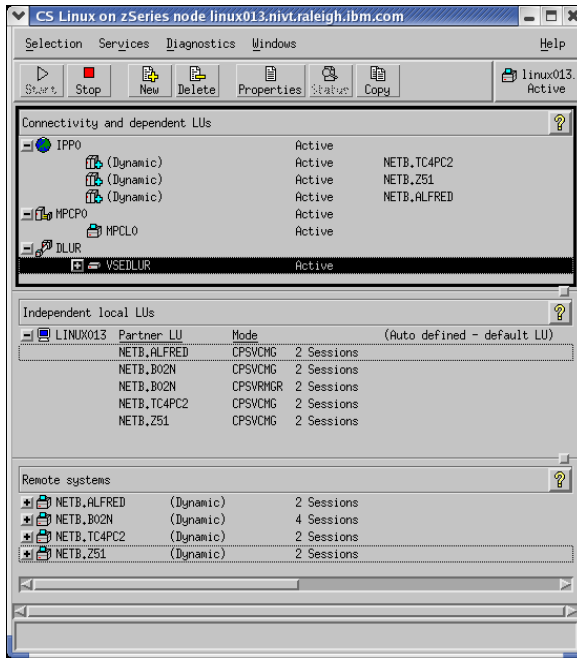 CS Linux on zSeries node linux013.nivt.raleigh.ibm.com
Selection Services Diagnostics Windows Help
Start Stop New Delete Properties Status Copy linux013.
Active
Connectivity and dependent LUs ?
IPP0 Active
(Dynamic) Active NETB.TC4PC2
(Dynamic) Active NETB.Z51
(Dynamic) Active NETB.ALFRED
MPCP0 Active
MPCL0 Active
DLUR
VSEDLUR Active
Independent local LUs ?
LINUX013 Partner LU Mode (Auto defined - default LU)
NETB.ALFRED CPSVCMG 2 Sessions
NETB.B02N CPSVCMG 2 Sessions
NETB.B02N CPSVRMGR 2 Sessions
NETB.TC4PC2 CPSVCMG 2 Sessions
NETB.Z51 CPSVCMG 2 Sessions
Remote systems ?
NETB.ALFRED (Dynamic) 2 Sessions
NETB.B02N (Dynamic) 4 Sessions
NETB.TC4PC2 (Dynamic) 2 Sessions
NETB.Z51 (Dynamic) 2 Sessions